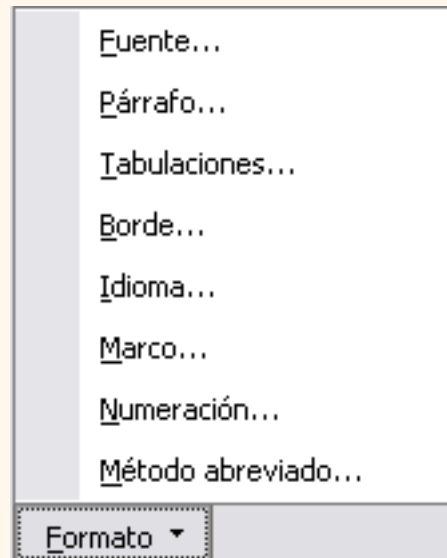 Fuente...
Párrafo...
Tabulaciones...
Borde...
Idioma...
Marco...
Numeración...
Método abreviado...
Formato